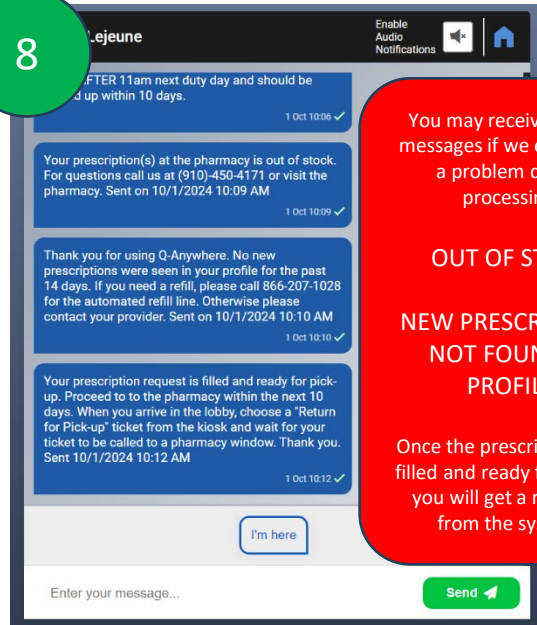 8
Lejeune
Enable
Audio
Notifications
AFTER 11am next duty day and should be
up within 10 days.
1 Oct 10:06
Your prescription(s) at the pharmacy is out of stock.
For questions call us at (910)-450-4171 or visit the
pharmacy. Sent on 10/1/2024 10:09 AM
1 Oct 10:09
Thank you for using Q-Anywhere. No new
prescriptions were seen in your profile for the past
14 days. If you need a refill, please call 866-207-1028
for the automated refill line. Otherwise please
contact your provider. Sent on 10/1/2024 10:10 AM
1 Oct 10:10
Your prescription request is filled and ready for pick-
up. Proceed to to the pharmacy within the next 10
days. When you arrive in the lobby, choose a "Return
for Pick-up" ticket from the kiosk and wait for your
ticket to be called to a pharmacy window. Thank you.
Sent 10/1/2024 10:12 AM
1 Oct 10:12
I'm here
Enter your message...
Send
You may receiv
messages if we
a problem
processin
OUT OF ST
NEW PRESCR
NOT FOUN
PROFIL
Once the prescri
filled and ready
you will get a
from the sy